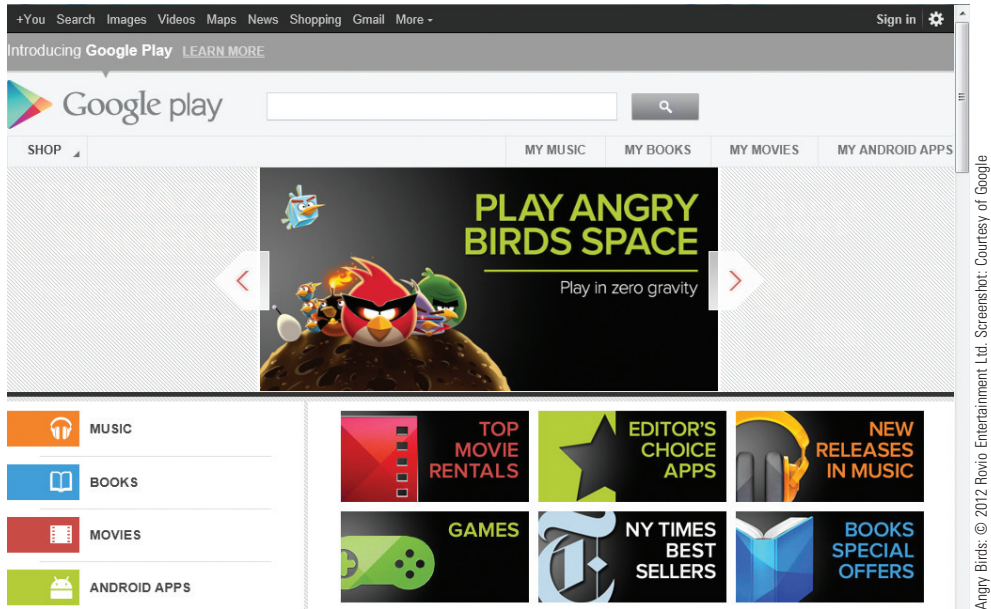 +You Search Images Videos Maps News Shopping Gmail More
Sign in
Introducing Google Play LEARN MORE
Google play
SHOP
MY MUSIC MY BOOKS MY MOVIES MY ANDROID APPS
PLAY ANGRY
BIRDS SPACE
Play in zero gravity
MUSIC
BOOKS
MOVIES
ANDROID APPS
TOP
MOVIE
RENTALS
EDITOR'S
CHOICE
APPS
NEW
RELEASES
IN MUSIC
GAMES
NY TIMES
BEST
SELLERS
BOOKS
SPECIAL
OFFERS
Angry Birds: © 2012 Rovio Entertainment Ltd. Screenshot: Courtesy of Google